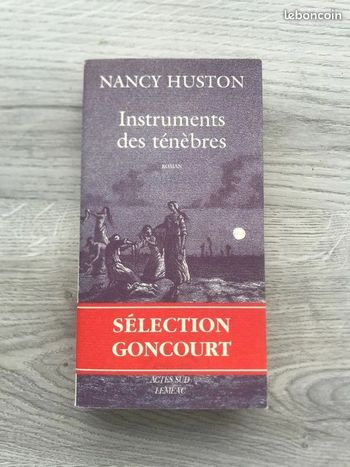 leboncoin
NANCY HUSTON
Instruments
des ténèbres
ROMAN
SÉLECTION
GONCOURT
ACTES SUD
LEMÉAC